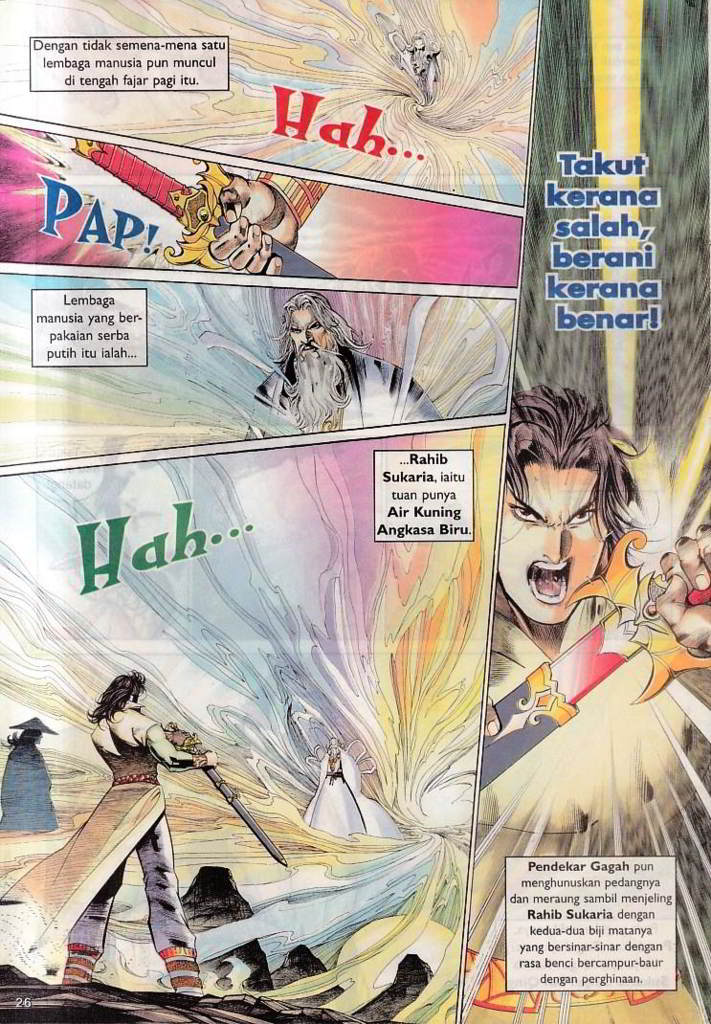 Dengan tidak semena-mena satu
lembaga manusia pun muncul
di tengah fajar pagi itu.
Hah...
PAP!
Lembaga
manusia yang ber-
pakaian serba
putih itu ialah...
...Rahib
Sukaria, iaitu
tuan punya
Air Kuning
Angkasa Biru.
Hah...
Takut
kerana
salah,
berani
kerana
benar!
Pendekar Gagah pun
menghunuskan pedangnya
dan meraung sambil menjeling
Rahib Sukaria dengan
kedua-dua biji matanya
yang bersinar-sinar dengan
rasa benci bercampur-baur
dengan perghinaan.
26